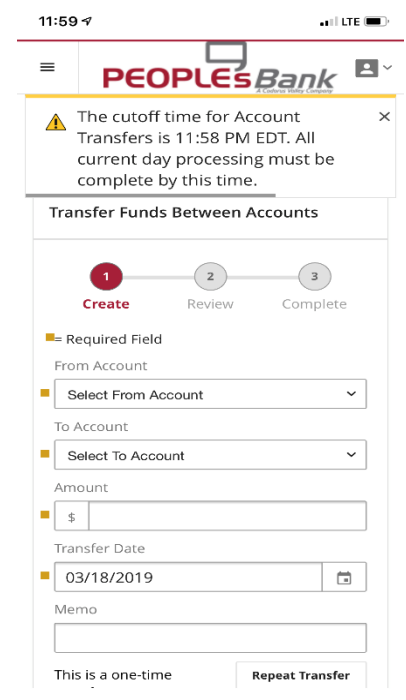 11:59
LTE
PEOPLEsBank
A Codorus Valley Company
The cutoff time for Account
Transfers is 11:58 PM EDT. All
current day processing must be
complete by this time.
Transfer Funds Between Accounts
1 2 3
Create Review Complete
= Required Field
From Account
Select From Account
To Account
Select To Account
Amount
$
Transfer Date
03/18/2019
Memo
This is a one-time
Repeat Transfer